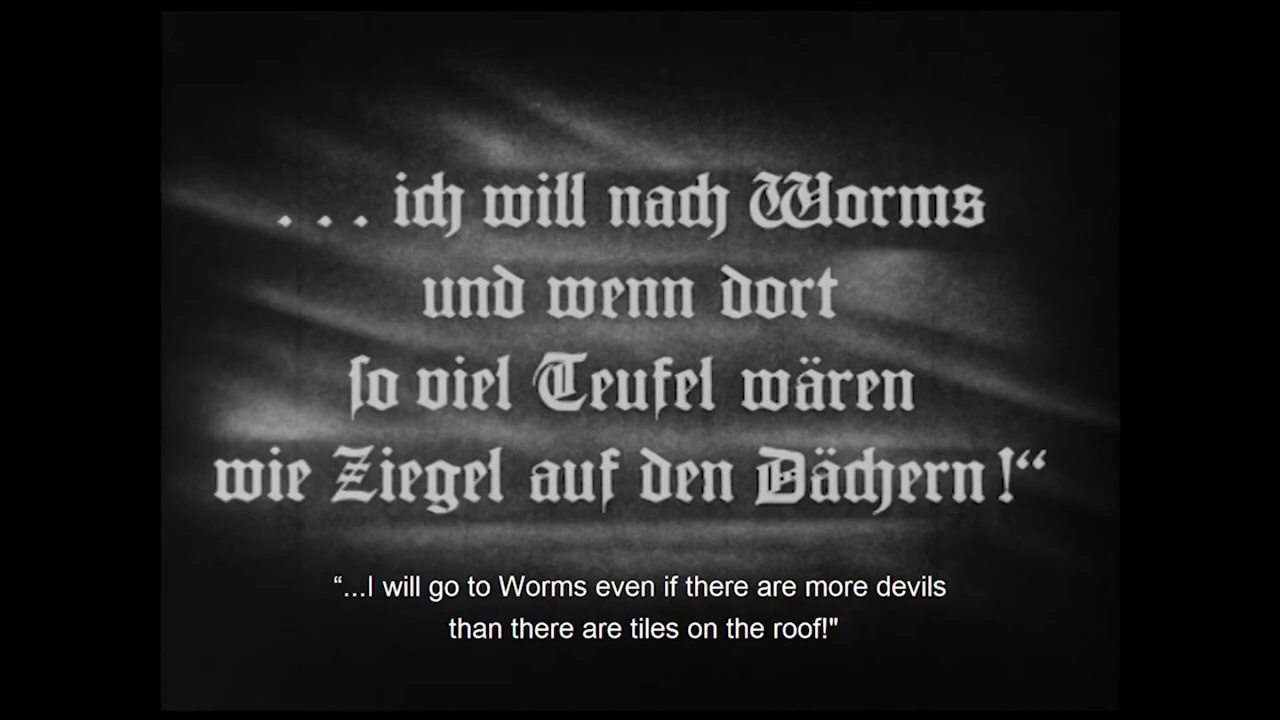 . . . ich will nach Worms
und wenn dort
ſo viel Teufel wären
wie Ziegel auf den Dächern!“
“...I will go to Worms even if there are more devils
than there are tiles on the roof!"